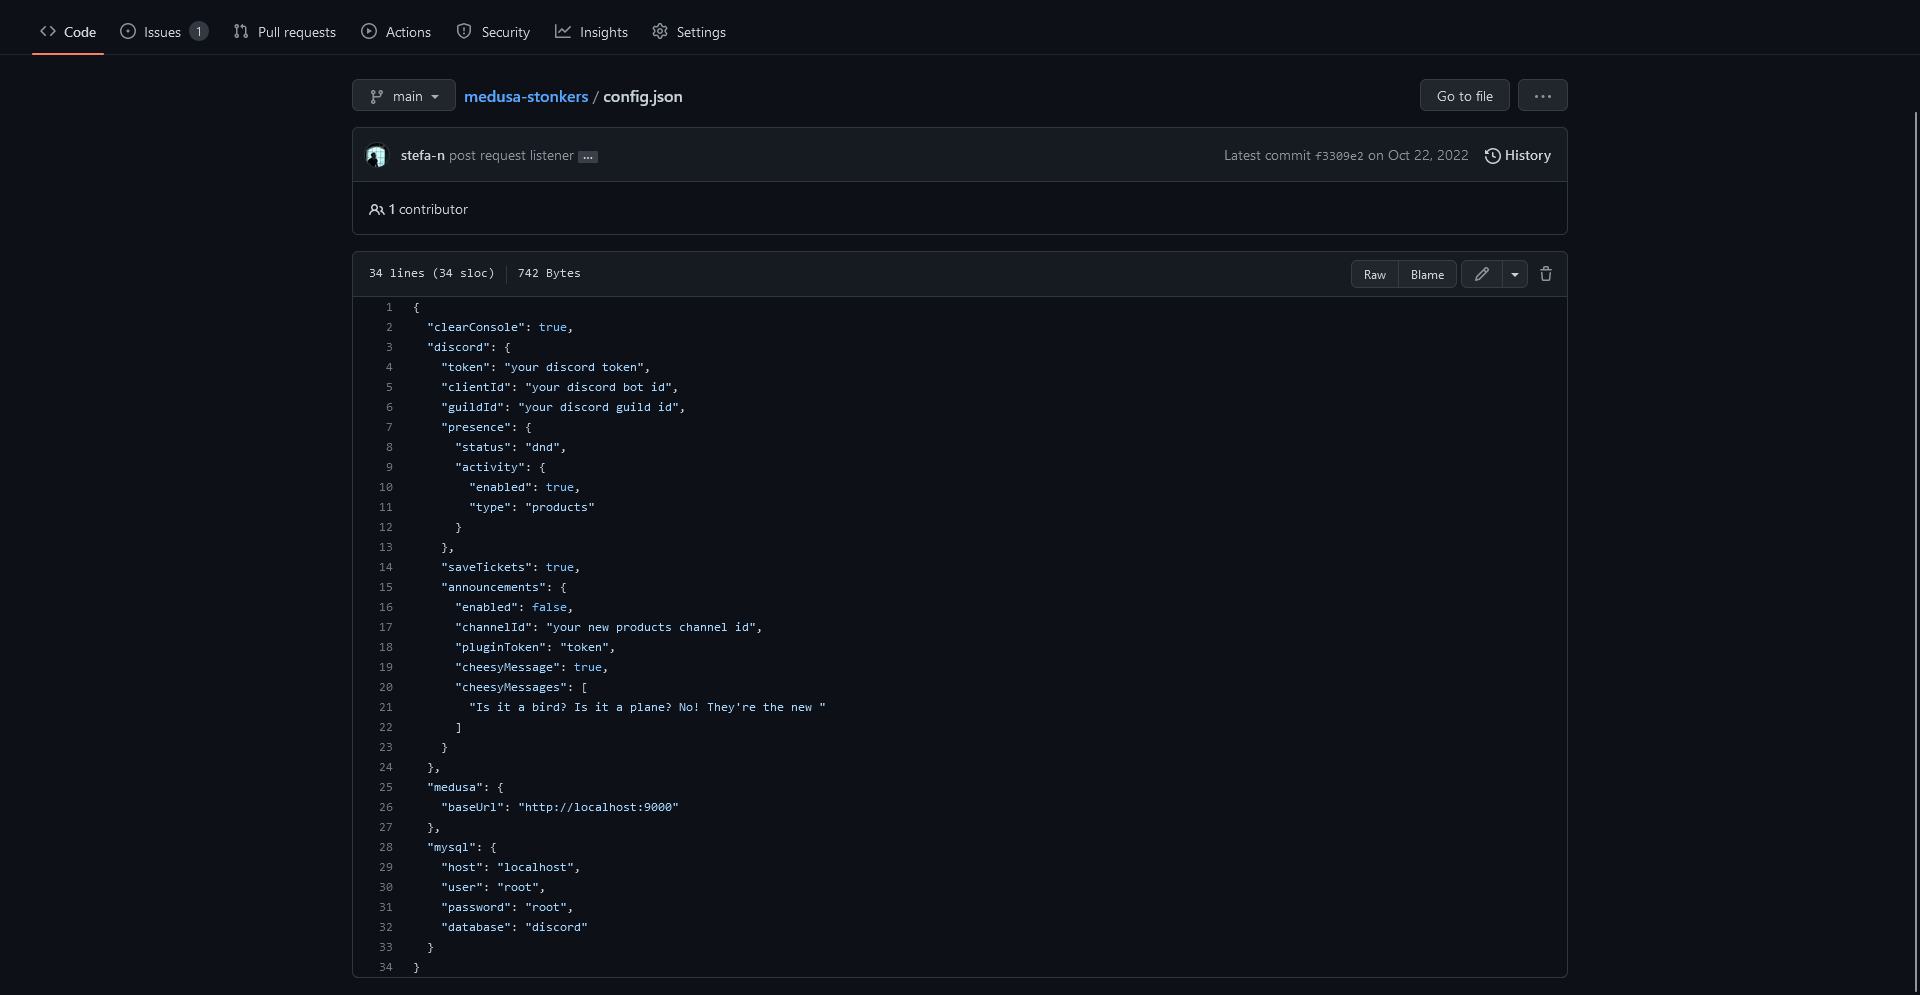 Code Issues 1 Pull requests Actions Security Insights Settings
main medusa-stonkers / config.json Go to file ...
stefa-n post request listener ... Latest commit f3309e2 on Oct 22, 2022 History
1 contributor
34 lines (34 sloc) 742 Bytes Raw Blame
1 {
2   "clearConsole": true,
3   "discord": {
4     "token": "your discord token",
5     "clientId": "your discord bot id",
6     "guildId": "your discord guild id",
7     "presence": {
8       "status": "dnd",
9       "activity": {
10         "enabled": true,
11         "type": "products"
12       }
13     },
14     "saveTickets": true,
15     "announcements": {
16       "enabled": false,
17       "channelId": "your new products channel id",
18       "pluginToken": "token",
19       "cheesyMessage": true,
20       "cheesyMessages": [
21         "Is it a bird? Is it a plane? No! They're the new "
22       ]
23     }
24   },
25   "medusa": {
26     "baseUrl": "http://localhost:9000"
27   },
28   "mysql": {
29     "host": "localhost",
30     "user": "root",
31     "password": "root",
32     "database": "discord"
33   }
34 }